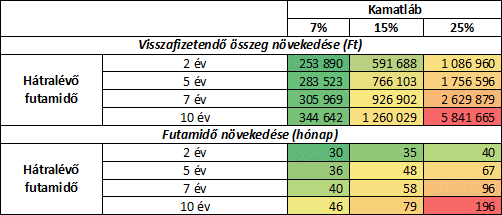 Kamatláb
7% 15% 25%
Visszafizetendő összeg növekedése (Ft)
Hátralévő futamidő
2 év 253 890 591 688 1 086 960
5 év 283 523 766 103 1 756 596
7 év 305 969 926 902 2 629 879
10 év 344 642 1 260 029 5 841 665
Futamidő növekedése (hónap)
Hátralévő futamidő
2 év 30 35 40
5 év 36 48 67
7 év 40 58 96
10 év 46 79 196